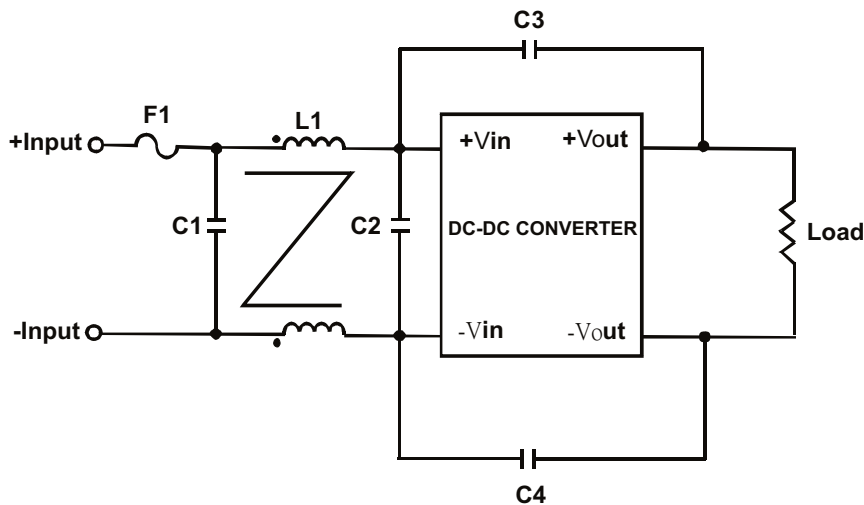 C3
F1
L1
+Input
+Vin
+Vout
C1
C2
DC-DC CONVERTER
Load
-Input
-Vin
-Vout
C4